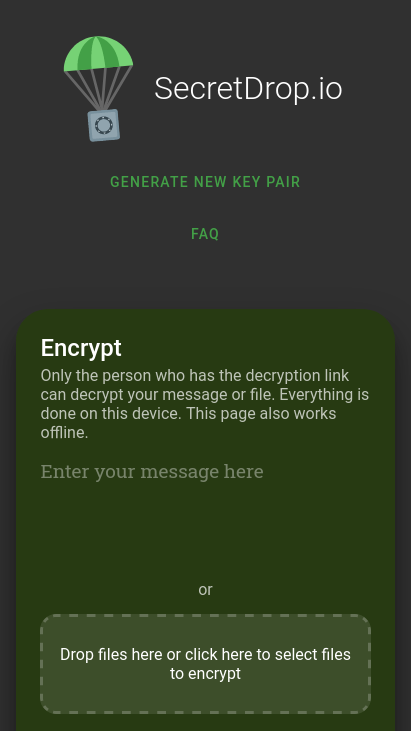 SecretDrop.io
GENERATE NEW KEY PAIR
FAQ
Encrypt
Only the person who has the decryption link
can decrypt your message or file. Everything is
done on this device. This page also works
offline.
Enter your message here
or
Drop files here or click here to select files
to encrypt